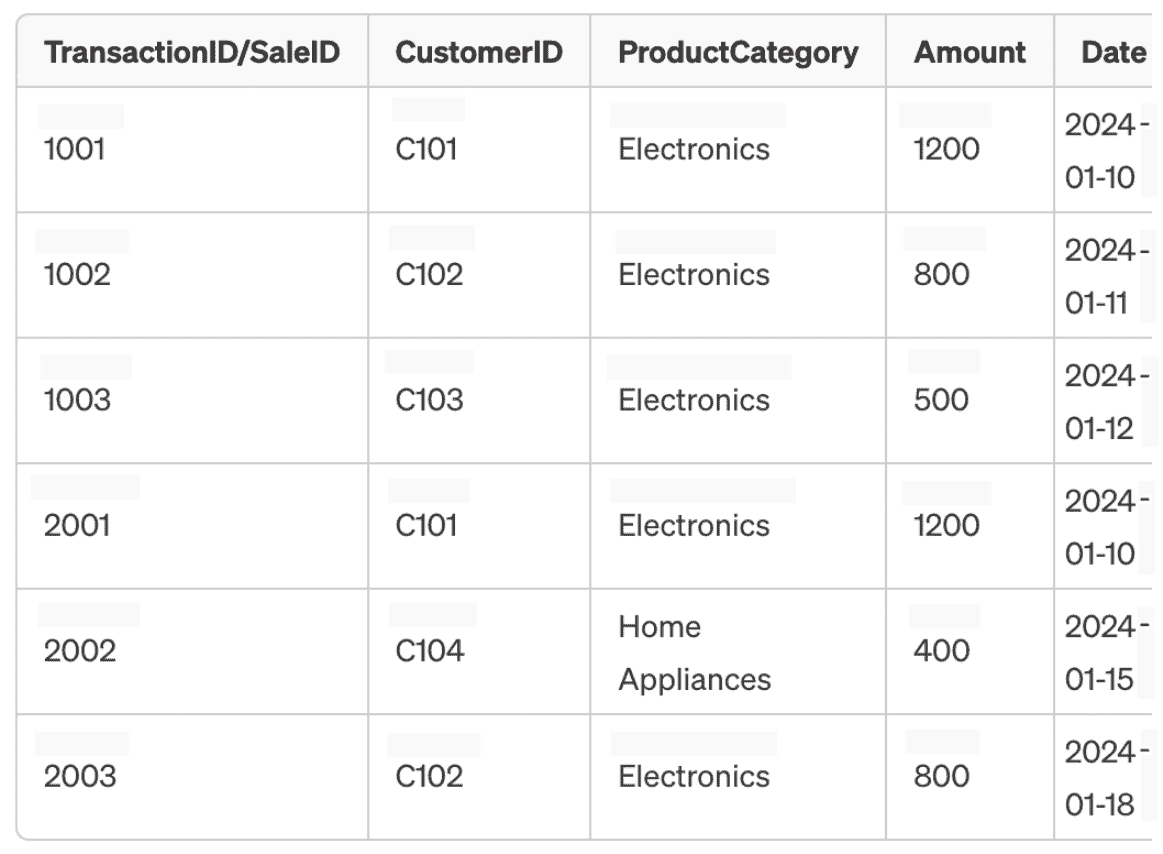 TransactionID/SaleID CustomerID ProductCategory Amount Date
1001 C101 Electronics 1200 2024-
01-10
1002 C102 Electronics 800 2024-
01-11
1003 C103 Electronics 500 2024-
01-12
2001 C101 Electronics 1200 2024-
01-10
2002 C104 Home Appliances 400 2024-
01-15
2003 C102 Electronics 800 2024-
01-18